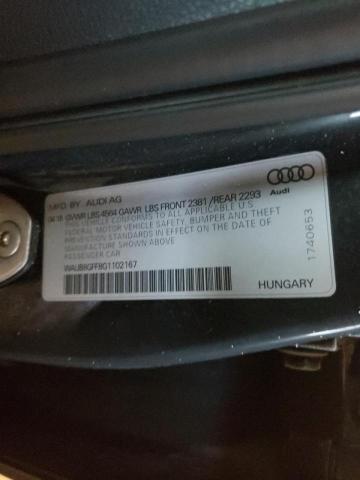 MFD. BY AUDI AG
04/15 GVWR LBS 4564 GAWR LBS FRONT 2381 / REAR 2293
THIS VEHICLE CONFORMS TO ALL APPLICABLE U.S.
FEDERAL MOTOR VEHICLE SAFETY, BUMPER AND THEFT
PREVENTION STANDARDS IN EFFECT ON THE DATE OF
MANUFACTURE SHOWN ABOVE
PASSENGER CAR
WAUB8GFF8G1102167
HUNGARY
Audi
1740653